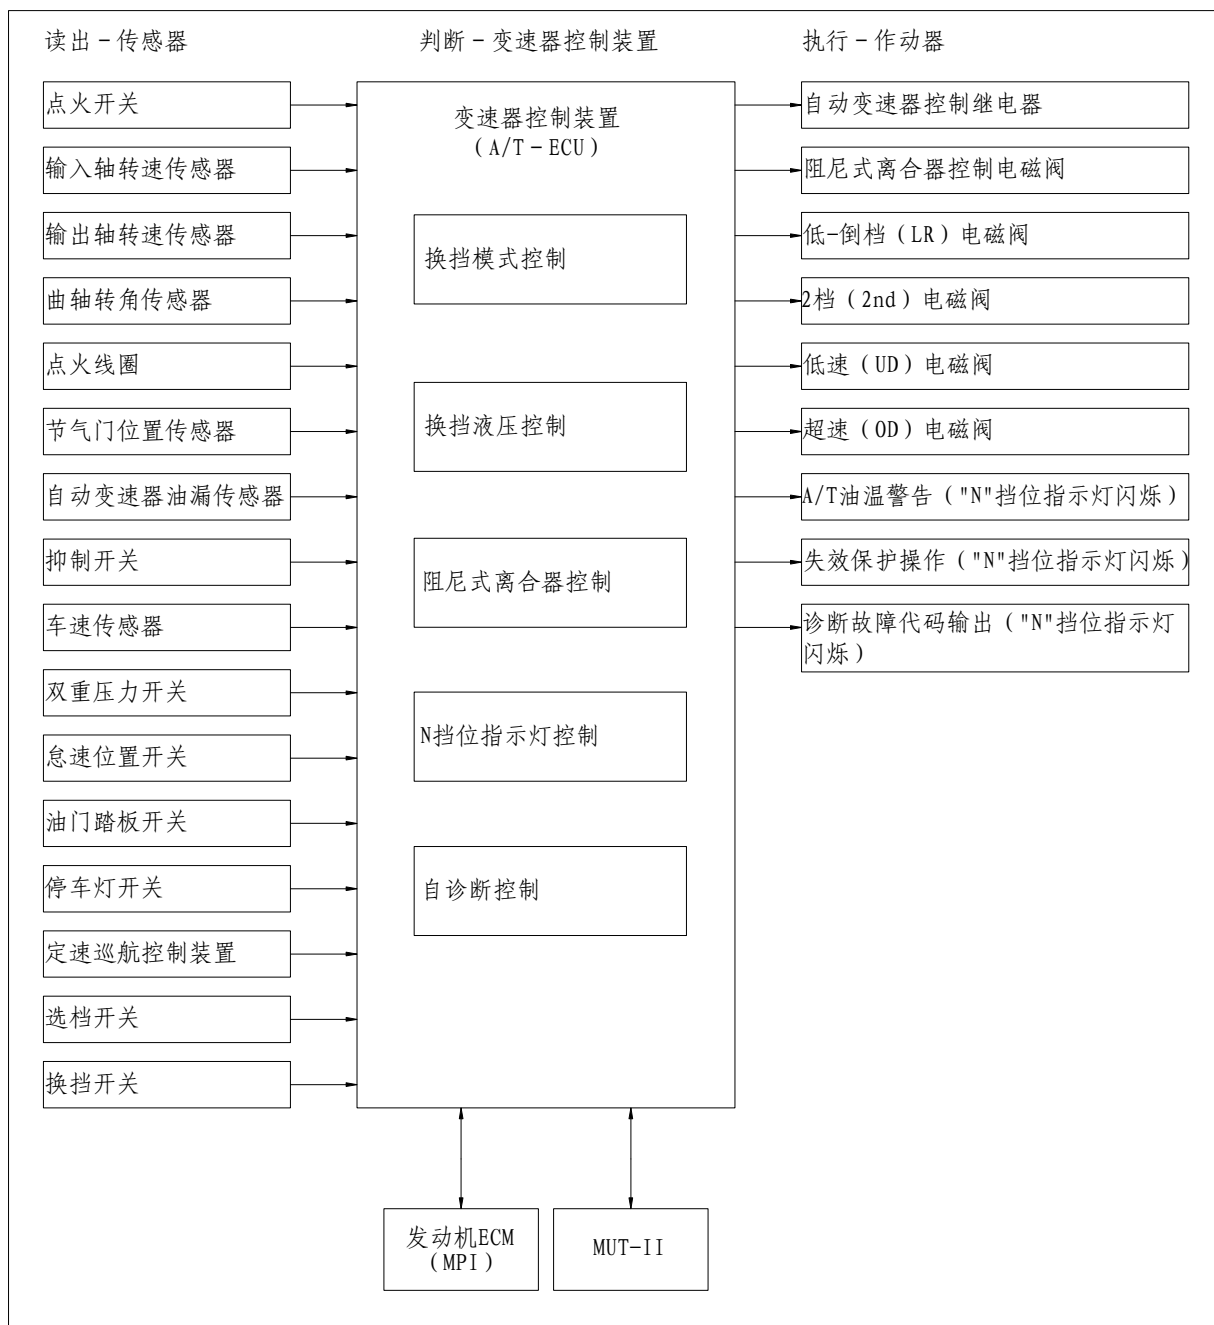 读出-传感器
判断-变速器控制装置
执行-作动器
点火开关
输入轴转速传感器
输出轴转速传感器
曲轴转角传感器
点火线圈
节气门位置传感器
自动变速器油漏传感器
抑制开关
车速传感器
双重压力开关
怠速位置开关
油门踏板开关
停车灯开关
定速巡航控制装置
选档开关
换挡开关
变速器控制装置
(A/T-ECU)
换挡模式控制
换挡液压控制
阻尼式离合器控制
N挡位指示灯控制
自诊断控制
自动变速器控制继电器
阻尼式离合器控制电磁阀
低-倒档(LR)电磁阀
2档(2nd)电磁阀
低速(UD)电磁阀
超速(OD)电磁阀
A/T油温警告("N"挡位指示灯闪烁)
失效保护操作("N"挡位指示灯闪烁)
诊断故障代码输出("N"挡位指示灯
闪烁)
发动机ECM
(MPI)
MUT-II